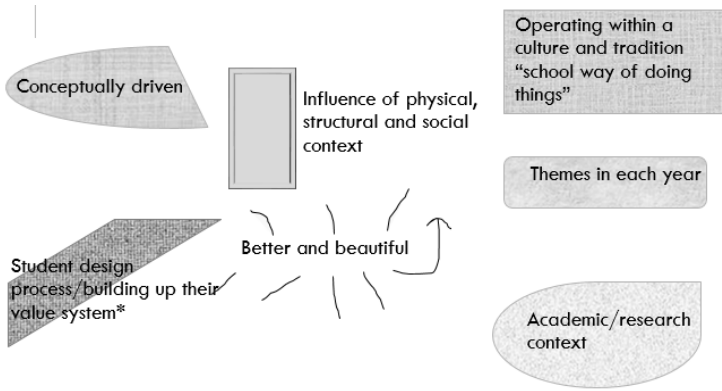 Conceptually driven
Influence of physical,
structural and social
context
Operating within a
culture and tradition
“school way of doing
things”
Themes in each year
Better and beautiful
Student design
process/building up their
value system*
Academic/research
context